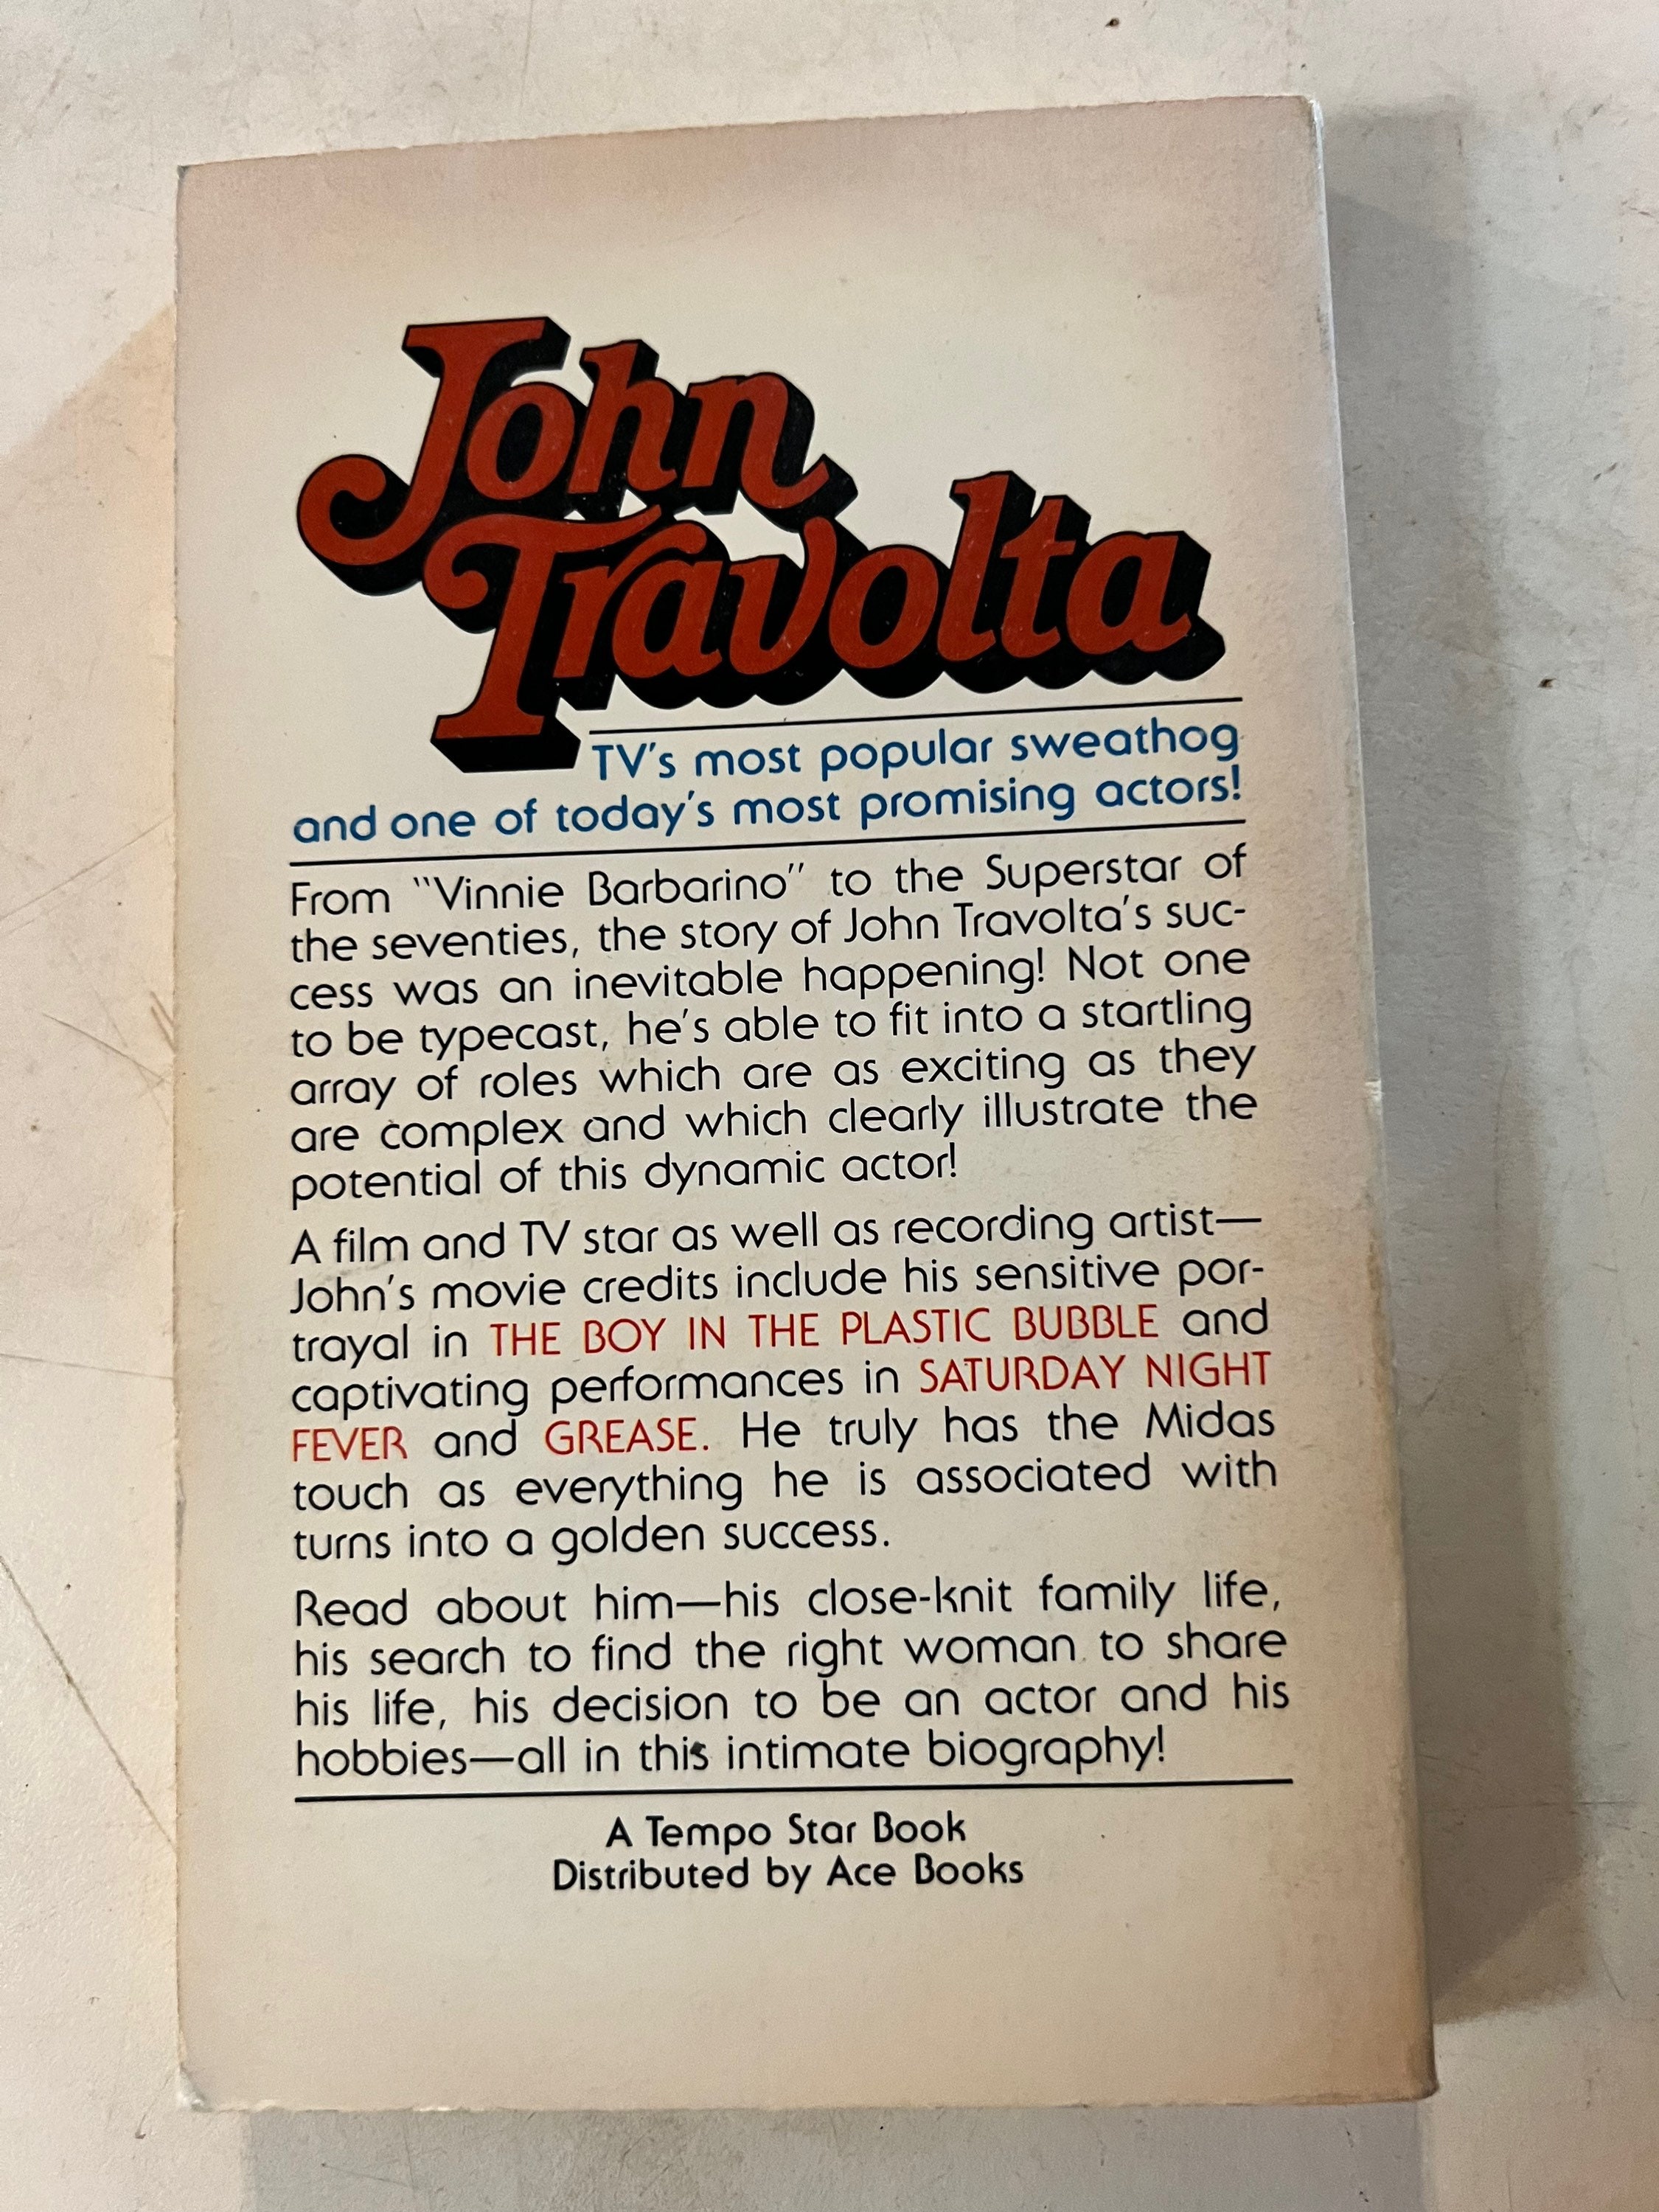 John
Travolta
TV's most popular sweathog
and one of today's most promising actors!
From "Vinnie Barbarino" to the Superstar of
the seventies, the story of John Travolta's suc-
cess was an inevitable happening! Not one
to be typecast, he's able to fit into a startling
array of roles which are as exciting as they
are complex and which clearly illustrate the
potential of this dynamic actor!
A film and TV star as well as recording artist—
John's movie credits include his sensitive por-
trayal in THE BOY IN THE PLASTIC BUBBLE and
captivating performances in SATURDAY NIGHT
FEVER and GREASE. He truly has the Midas
touch as everything he is associated with
turns into a golden success.
Read about him—his close-knit family life,
his search to find the right woman to share
his life, his decision to be an actor and his
hobbies—all in this intimate biography!
A Tempo Star Book
Distributed by Ace Books